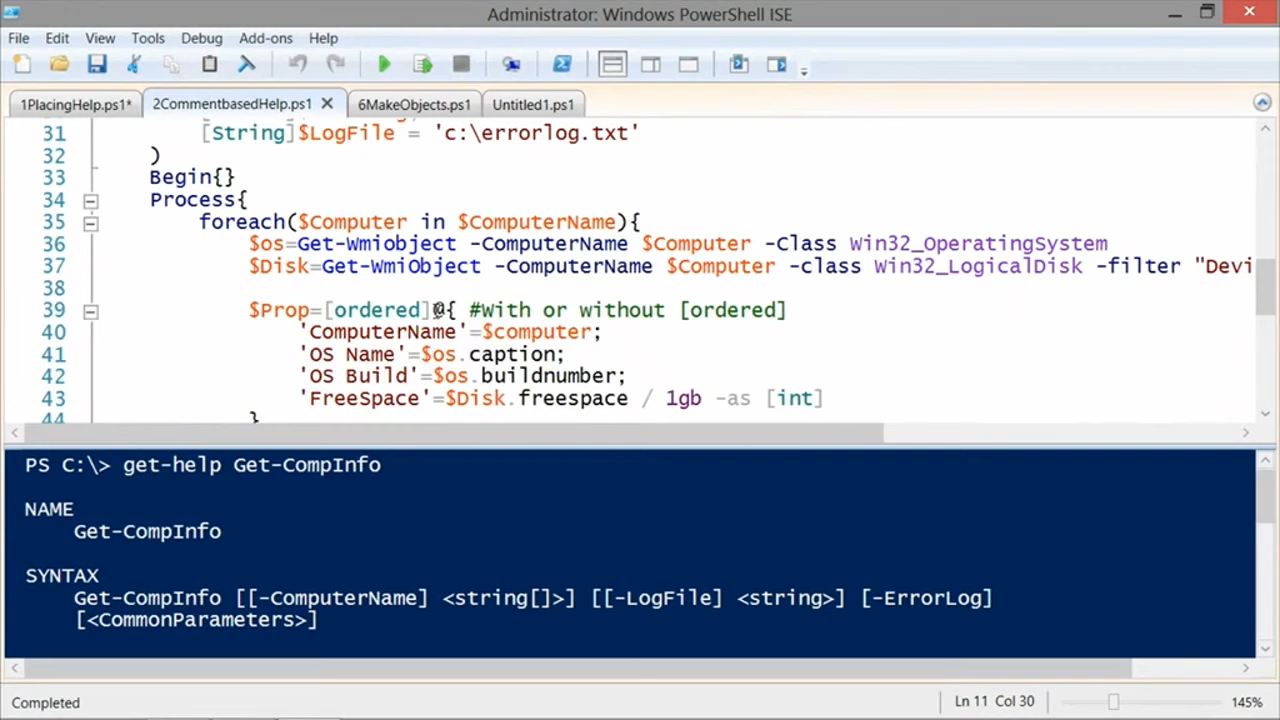 Administrator: Windows PowerShell ISE
File Edit View Tools Debug Add-ons Help
1PlacingHelp.ps1* 2CommentbasedHelp.ps1 6MakeObjects.ps1 Untitled1.ps1
31 [String]$LogFile = 'c:\errorlog.txt'
32 )
33 Begin{}
34 Process{
35 foreach($Computer in $ComputerName){
36 $os=Get-Wmiobject -ComputerName $Computer -Class Win32_OperatingSystem
37 $Disk=Get-WmiObject -ComputerName $Computer -class Win32_LogicalDisk -filter "Devi
38
39 $Prop=[ordered]@{ #With or without [ordered]
40 'ComputerName'=$computer;
41 'OS Name'=$os.caption;
42 'OS Build'=$os.buildnumber;
43 'FreeSpace'=$Disk.freespace / 1gb -as [int]
44 }
PS C:\> get-help Get-CompInfo
NAME
Get-CompInfo
SYNTAX
Get-CompInfo [[-ComputerName] <string[]>] [[-LogFile] <string>] [-ErrorLog]
[<CommonParameters>]
Completed Ln 11 Col 30 145%